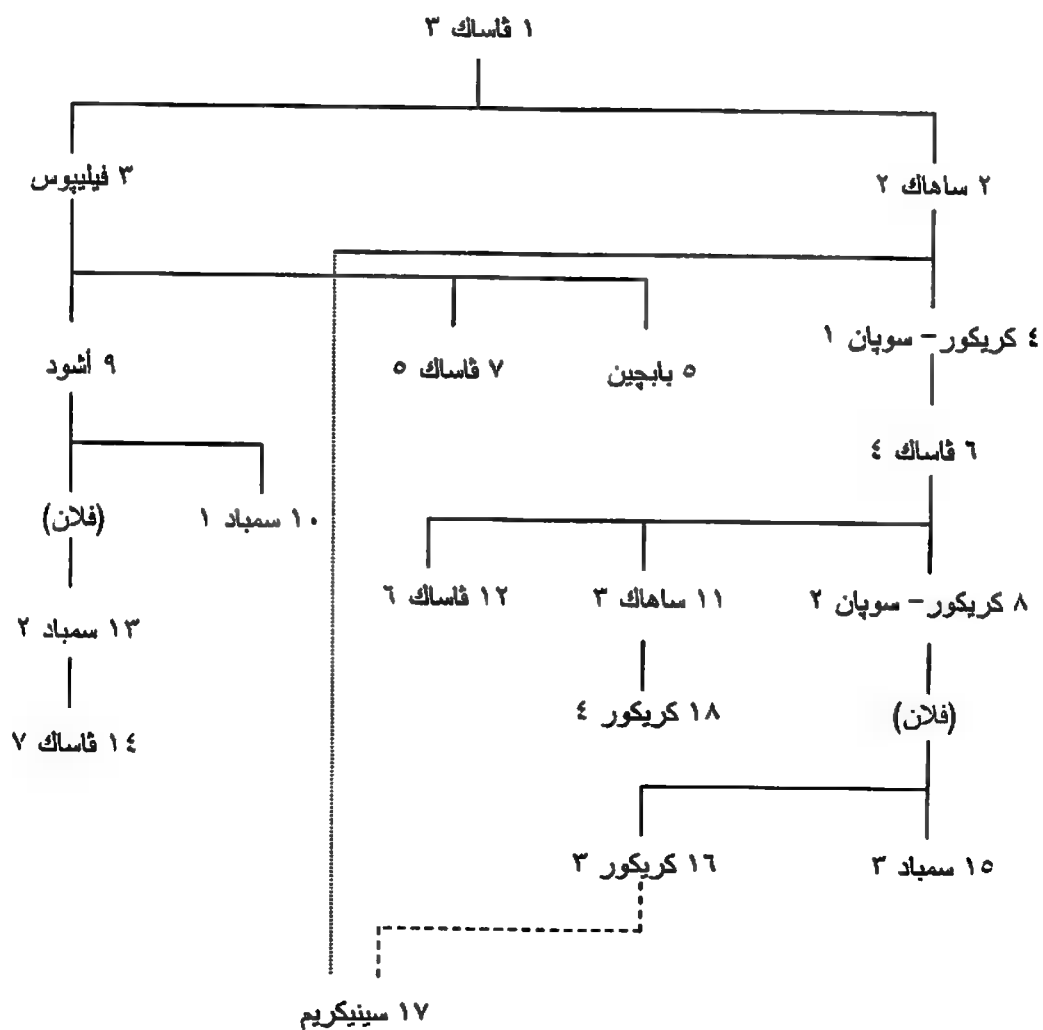 ١ ڤاساك ٣
٢ ساهاك ٢
٣ فيليپوس
٤ كريكور - سوپان ١
٥ بابچين
٧ ڤاساك ٥
٩ أشود
٦ ڤاساك ٤
١٠ سمباد ١
(فلان)
٨ كريكور - سوپان ٢
١١ ساهاك ٣
١٢ ڤاساك ٦
١٣ سمباد ٢
(فلان)
١٨ كريكور ٤
١٤ ڤاساك ٧
١٥ سمباد ٣
١٦ كريكور ٣
١٧ سينيكريم